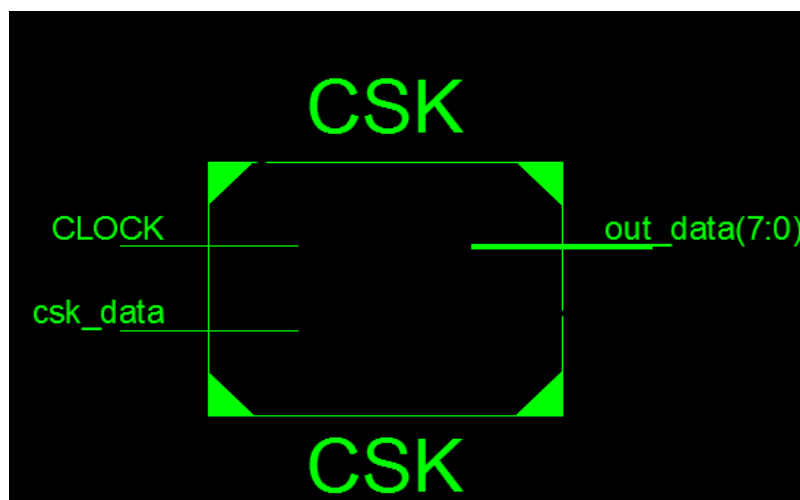 CSK
CLOCK
out_data(7:0)
csk_data
CSK